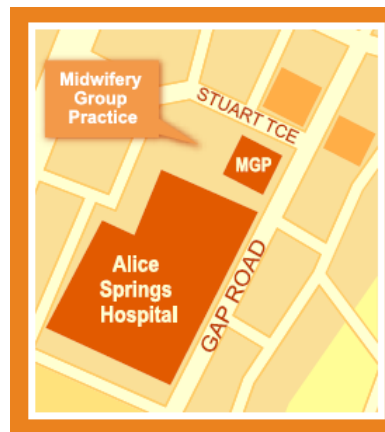 Midwifery
Group
Practice
STUART TCE
MGP
Alice
Springs
Hospital
GAP ROAD